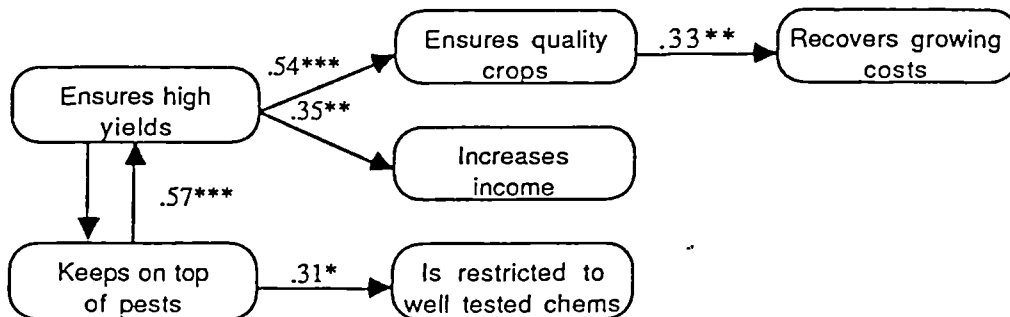 Ensures quality
crops
.33**
Recovers growing
costs
.54***
Ensures high
yields
.35**
Increases
income
.57***
Keeps on top
of pests
.31*
Is restricted to
well tested chems